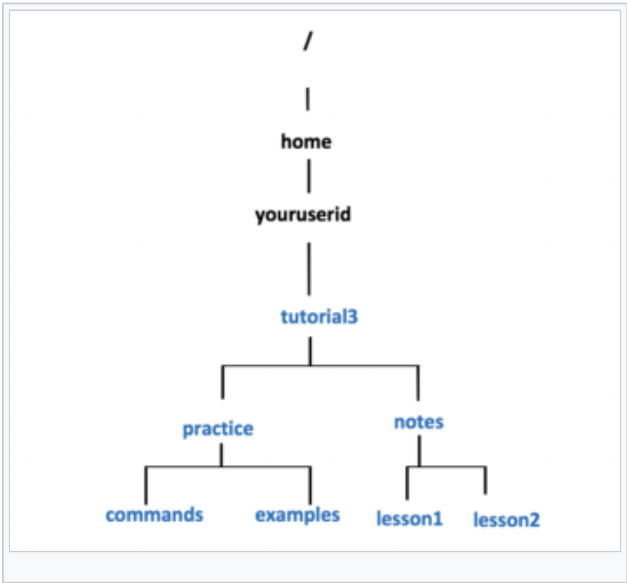 /
home
youruserid
tutorial3
practice notes
commands examples lesson1 lesson2